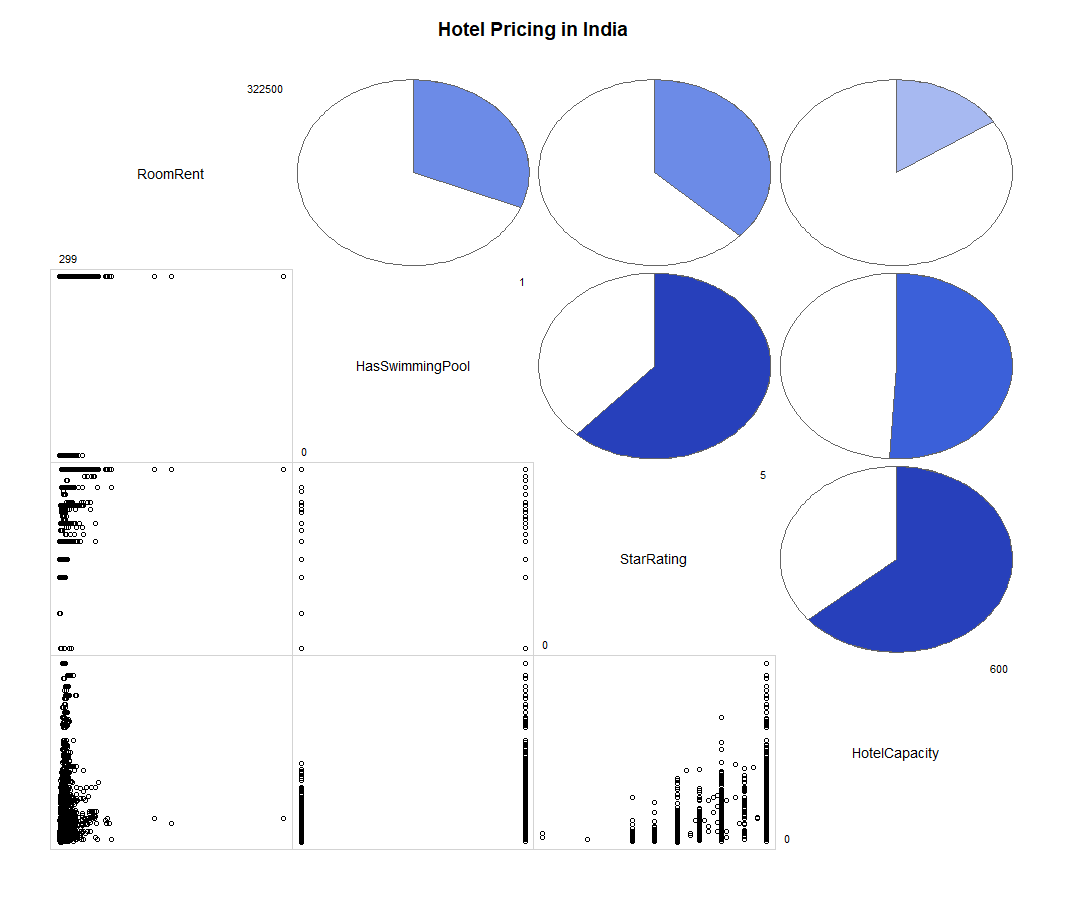 Hotel Pricing in India
322500
RoomRent
299
1
HasSwimmingPool
0
5
StarRating
0
600
HotelCapacity
0